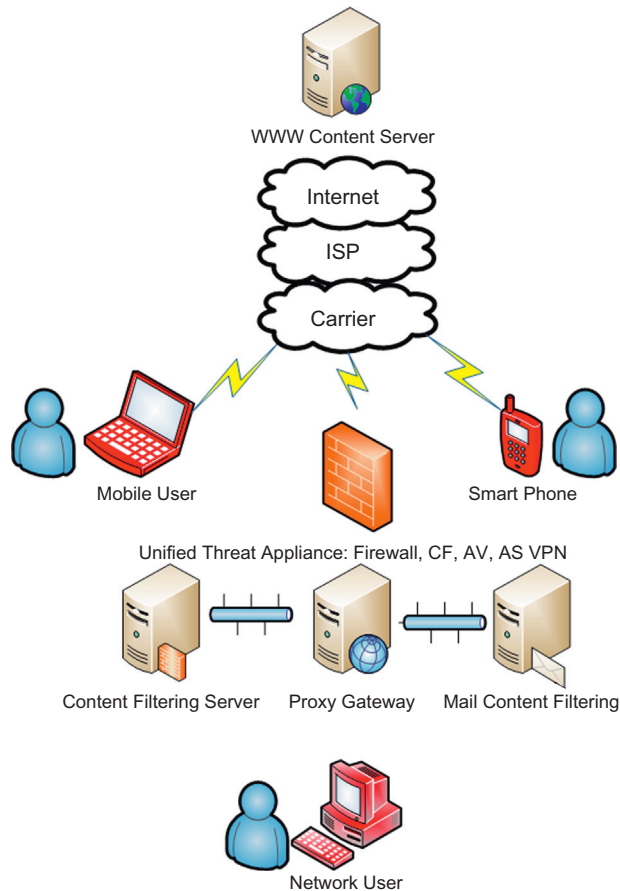 WWW Content Server
Internet
ISP
Carrier
Mobile User
Smart Phone
Unified Threat Appliance: Firewall, CF, AV, AS VPN
Content Filtering Server
Proxy Gateway
Mail Content Filtering
Network User